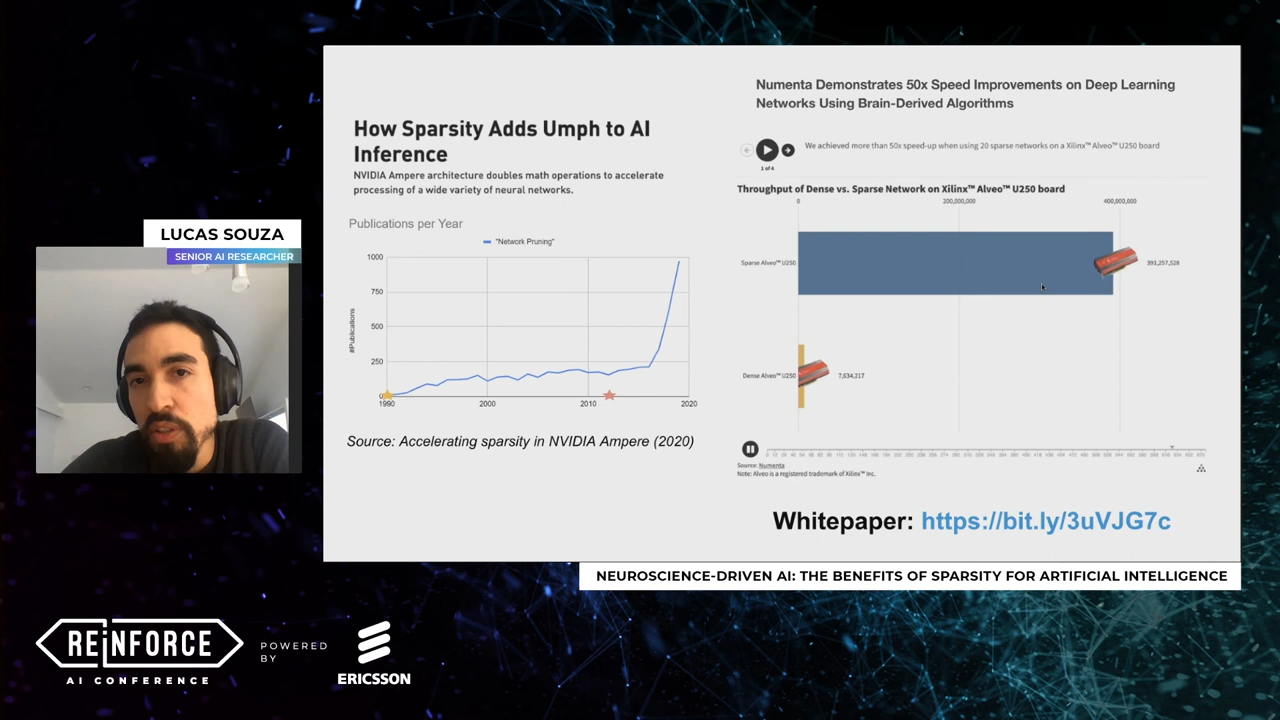 LUCAS SOUZA
SENIOR AI RESEARCHER
How Sparsity Adds Umph to AI
Inference
NVIDIA Ampere architecture doubles math operations to accelerate
processing of a wide variety of neural networks.
Publications per Year
"Network Pruning"
#Publications
1000
750
500
250
0
1990
2000
2010
2020
Source: Accelerating sparsity in NVIDIA Ampere (2020)
Numenta Demonstrates 50x Speed Improvements on Deep Learning
Networks Using Brain-Derived Algorithms
We achieved more than 50x speed-up when using 20 sparse networks on a Xilinx™ Alveo™ U250 board
1 of 4
Throughput of Dense vs. Sparse Network on Xilinx™ Alveo™ U250 board
0
200,000,000
400,000,000
Sparse Alveo™ U250
391,257,528
Dense Alveo™ U250
7,634,217
Source: Numenta
Note: Alveo is a registered trademark of Xilinx™ Inc.
Whitepaper: https://bit.ly/3uVJG7c
NEUROSCIENCE-DRIVEN AI: THE BENEFITS OF SPARSITY FOR ARTIFICIAL INTELLIGENCE
REiNFORCE
AI CONFERENCE
POWERED
BY
ERICSSON